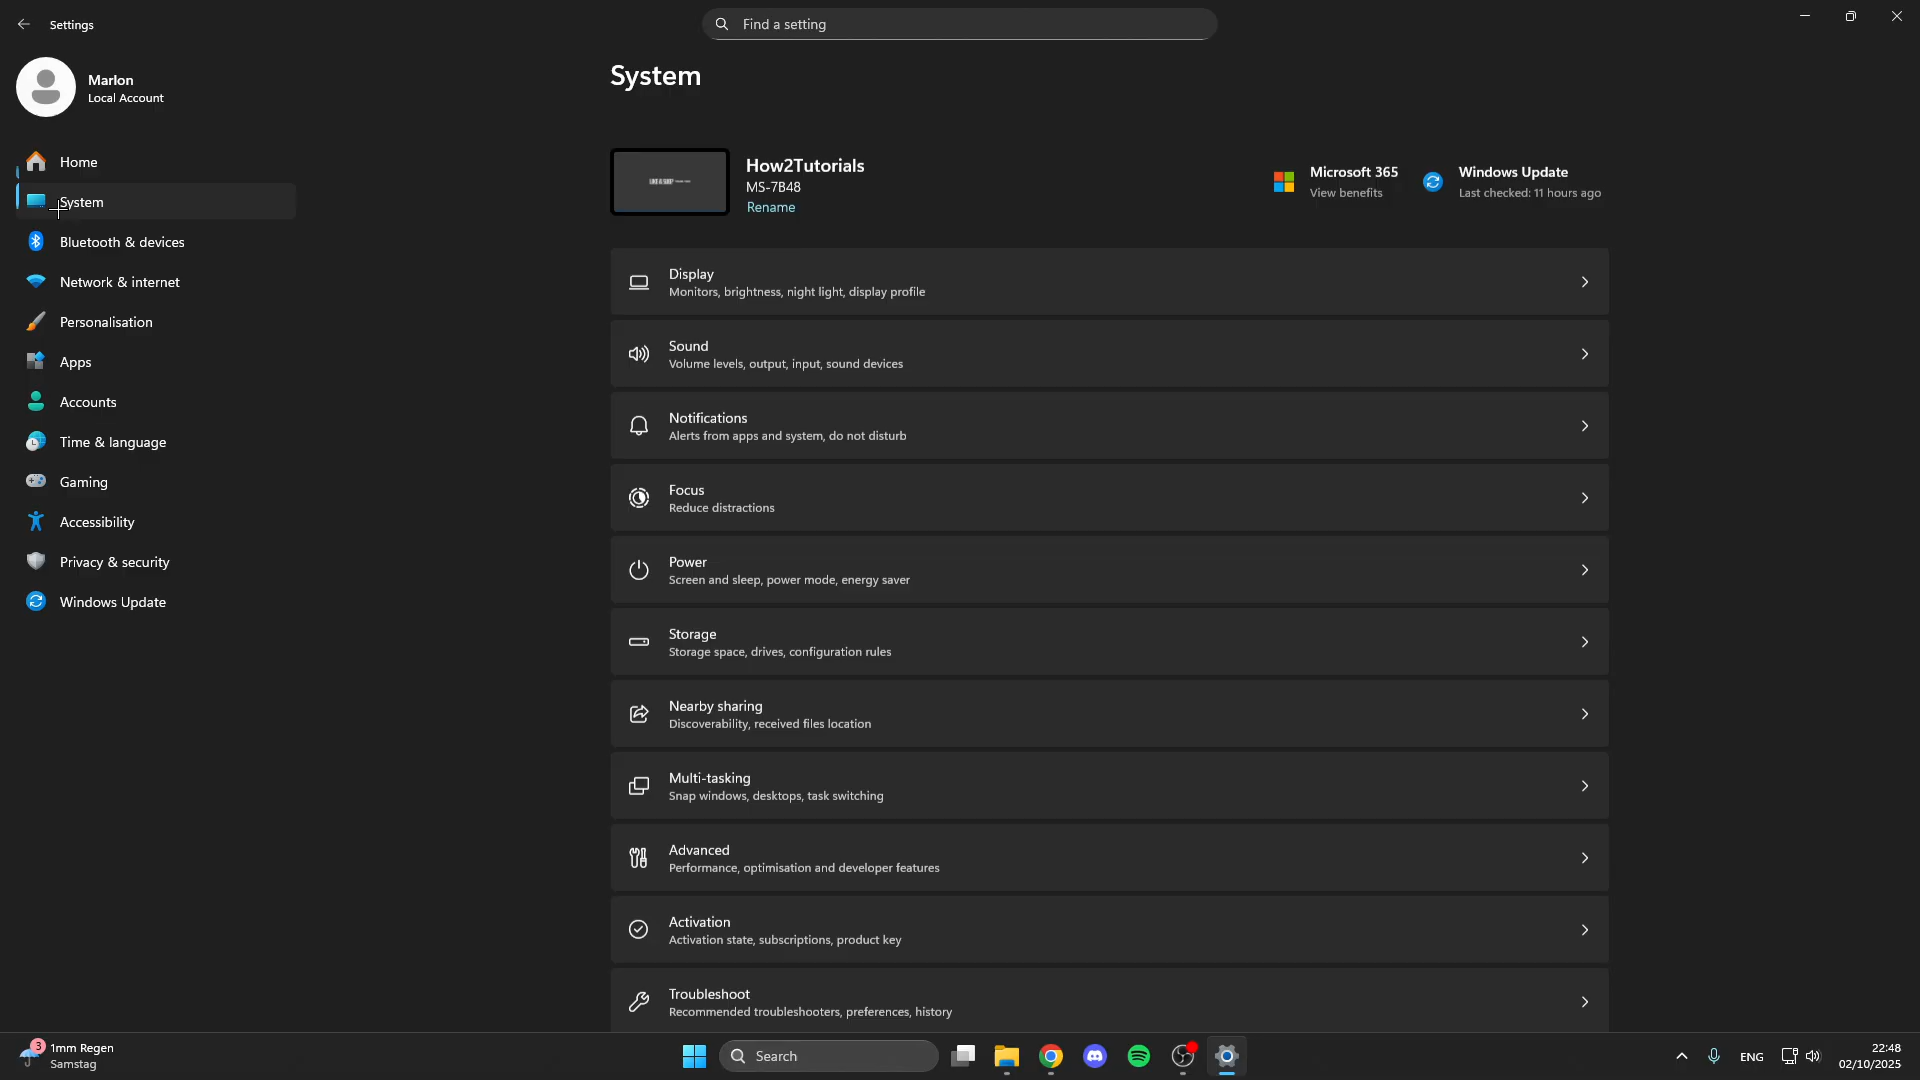 Settings
Find a setting
Marlon
Local Account
Home
System
Bluetooth & devices
Network & internet
Personalisation
Apps
Accounts
Time & language
Gaming
Accessibility
Privacy & security
Windows Update
System
How2Tutorials
MS-7B48
Rename
Microsoft 365
View benefits
Windows Update
Last checked: 11 hours ago
Display
Monitors, brightness, night light, display profile
Sound
Volume levels, output, input, sound devices
Notifications
Alerts from apps and system, do not disturb
Focus
Reduce distractions
Power
Screen and sleep, power mode, energy saver
Storage
Storage space, drives, configuration rules
Nearby sharing
Discoverability, received files location
Multi-tasking
Snap windows, desktops, task switching
Advanced
Performance, optimisation and developer features
Activation
Activation state, subscriptions, product key
Troubleshoot
Recommended troubleshooters, preferences, history
3
1mm Regen
Samstag
Search
ENG
22:48
02/10/2025